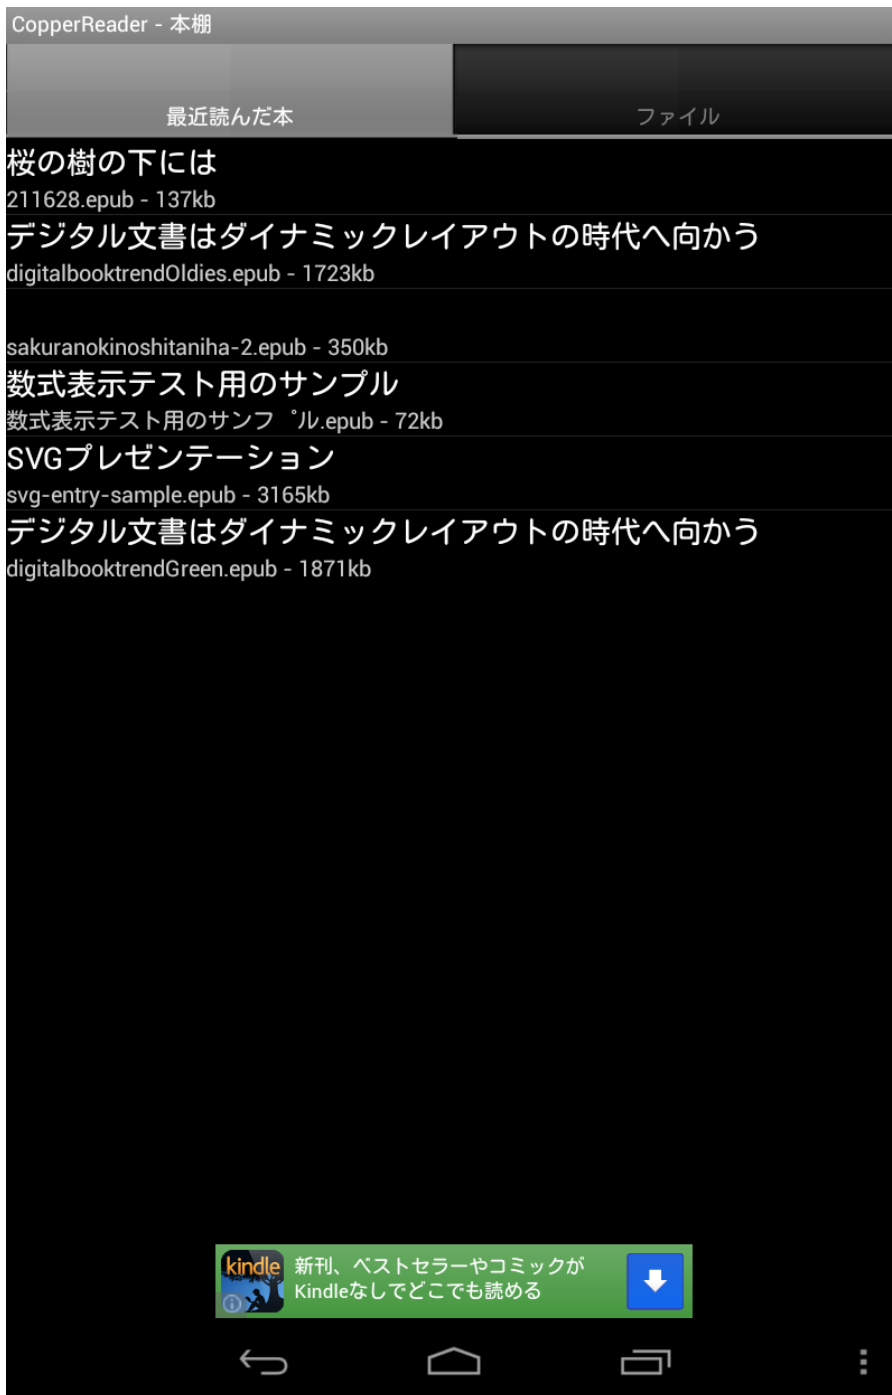 CopperReader - 本棚
最近読んだ本
ファイル
桜の樹の下には
211628.epub - 137kb
デジタル文書はダイナミックレイアウトの時代へ向かう
digitalbooktrendOldies.epub - 1723kb
sakuranokinoshitaniha-2.epub - 350kb
数式表示テスト用のサンプル
数式表示テスト用のサンフ゜ル.epub - 72kb
SVGプレゼンテーション
svg-entry-sample.epub - 3165kb
デジタル文書はダイナミックレイアウトの時代へ向かう
digitalbooktrendGreen.epub - 1871kb
kindle
新刊、ベストセラーやコミックが
Kindleなしでどこでも読める